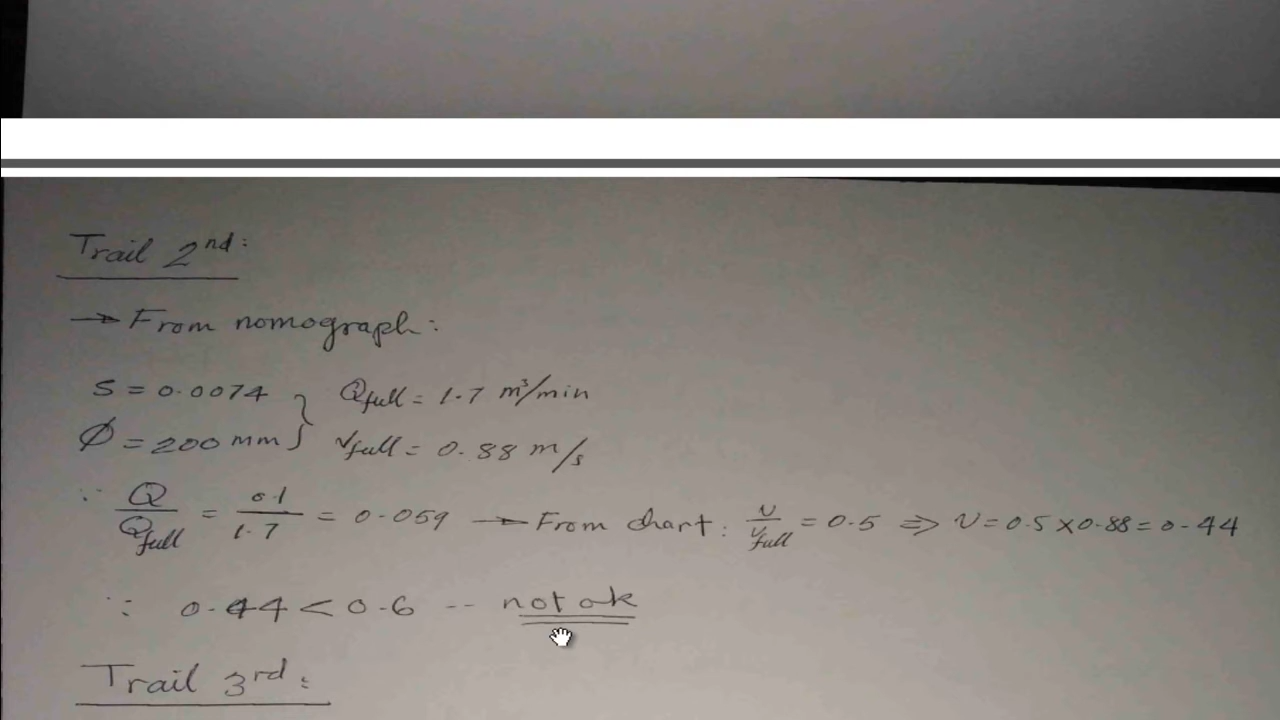 Trail 2nd:
→ From nomograph:
S = 0.0074 } Qfull = 1.7 m³/min
Ø = 200 mm } vfull = 0.88 m/s
∵ Q/Qfull = 0.1/1.7 = 0.059 → From chart: v/vfull = 0.5 ⇒ v = 0.5 × 0.88 = 0.44
∵ 0.44 < 0.6 -- not ok
Trail 3rd: